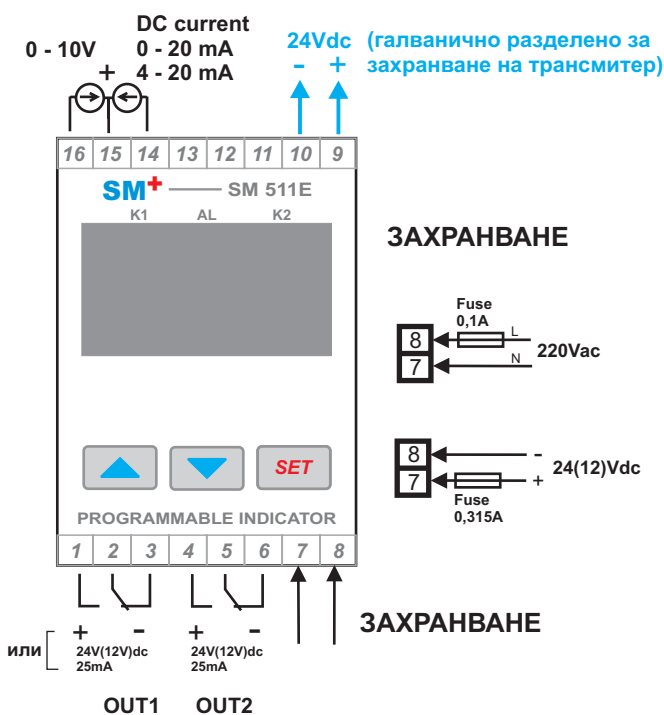 DC current
0 - 10V
0 - 20 mA
+ 4 - 20 mA
24Vdc (галванично разделено за
- + захранване на трансмитер)
16 15 14 13 12 11 10 9
SM+ SM 511E
K1 AL K2
ЗАХРАНВАНЕ
Fuse
0,1A
8 L
7 N
220Vac
8 -
7 +
24(12)Vdc
Fuse
0,315A
SET
PROGRAMMABLE INDICATOR
1 2 3 4 5 6 7 8
ЗАХРАНВАНЕ
или
+ - + -
24V(12V)dc 24V(12V)dc
25mA 25mA
OUT1 OUT2